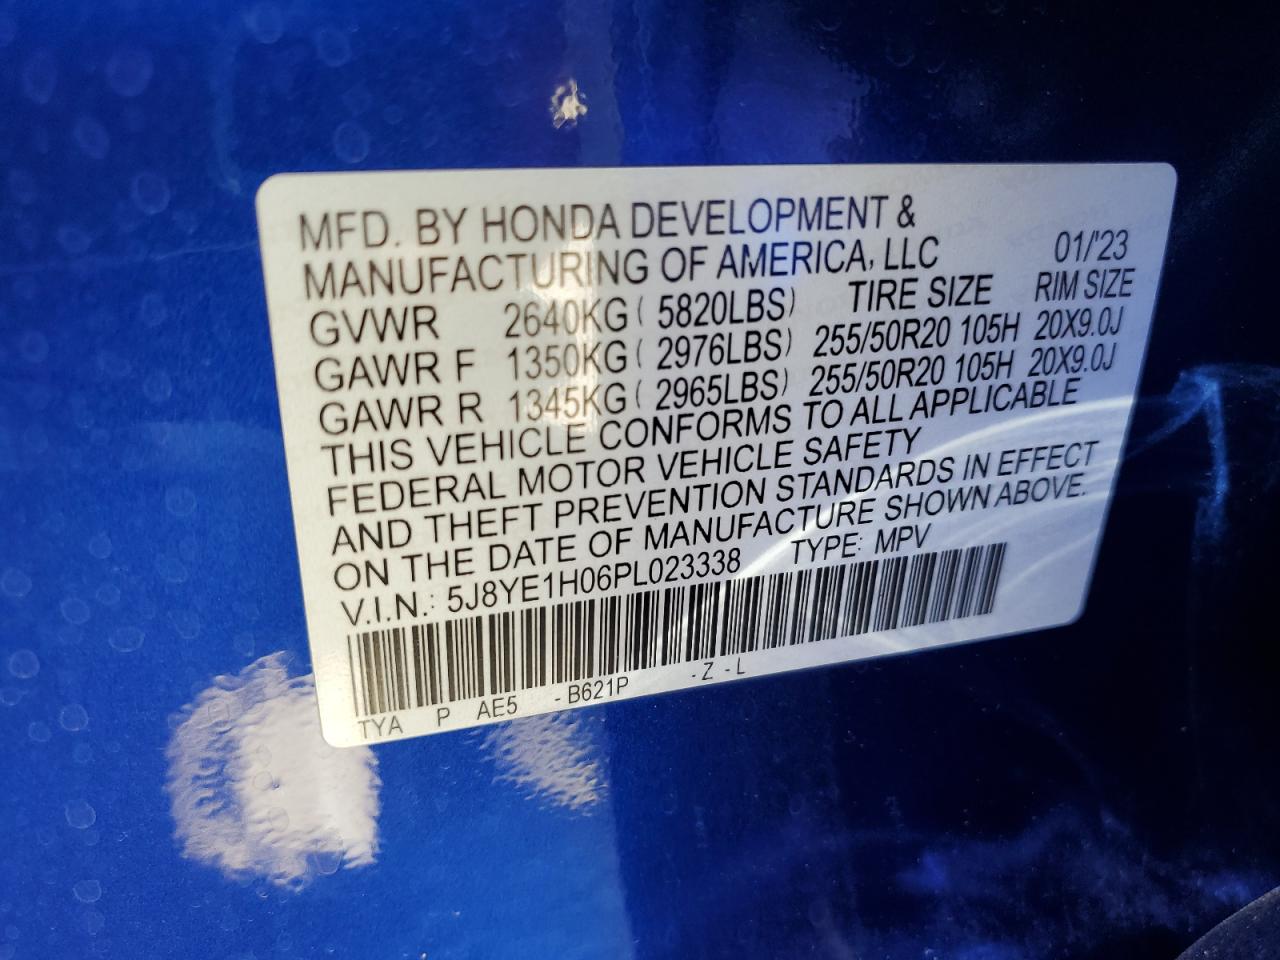 MFD. BY HONDA DEVELOPMENT &
MANUFACTURING OF AMERICA, LLC 01/'23
GVWR 2640KG ( 5820LBS) TIRE SIZE RIM SIZE
GAWR F 1350KG ( 2976LBS) 255/50R20 105H 20X9.0J
GAWR R 1345KG ( 2965LBS) 255/50R20 105H 20X9.0J
THIS VEHICLE CONFORMS TO ALL APPLICABLE
FEDERAL MOTOR VEHICLE SAFETY
AND THEFT PREVENTION STANDARDS IN EFFECT
ON THE DATE OF MANUFACTURE SHOWN ABOVE.
V.I.N.: 5J8YE1H06PL023338 TYPE: MPV
TYA P AE5 -B621P -Z -L